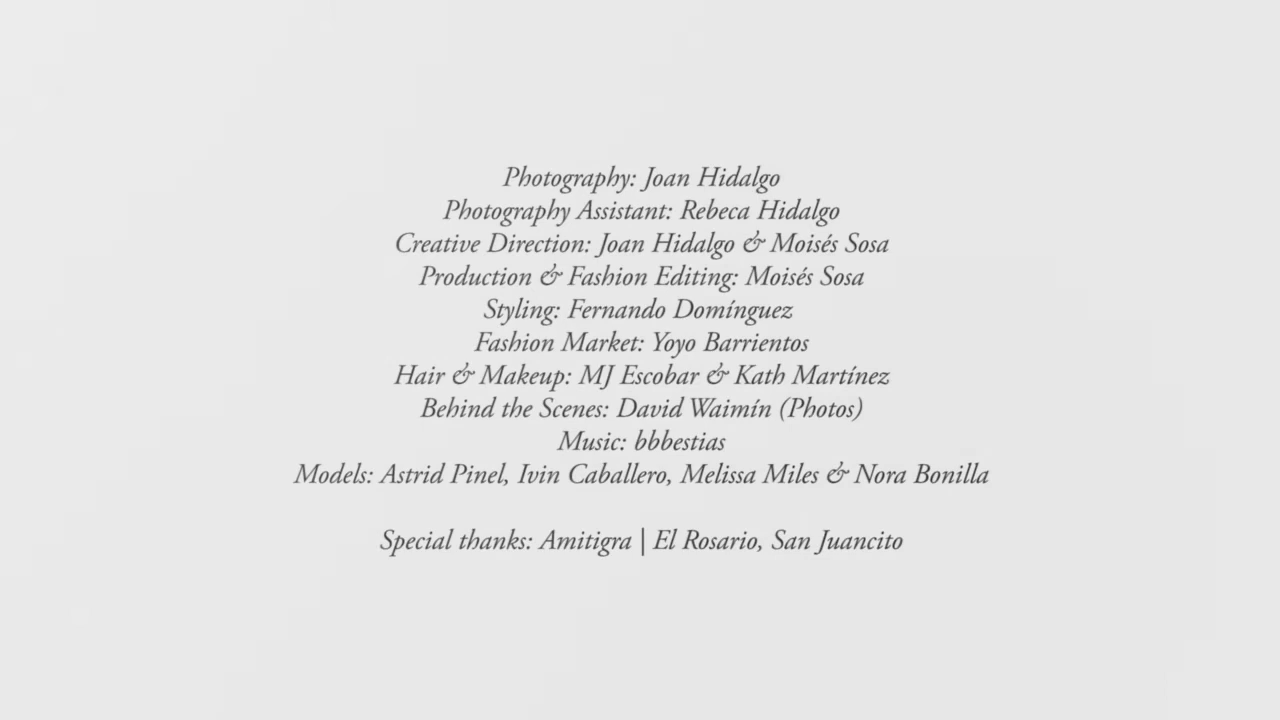 Photography: Joan Hidalgo
Photography Assistant: Rebeca Hidalgo
Creative Direction: Joan Hidalgo & Moisés Sosa
Production & Fashion Editing: Moisés Sosa
Styling: Fernando Domínguez
Fashion Market: Yoyo Barrientos
Hair & Makeup: MJ Escobar & Kath Martínez
Behind the Scenes: David Waimín (Photos)
Music: bbbestias
Models: Astrid Pinel, Ivin Caballero, Melissa Miles & Nora Bonilla
Special thanks: Amitigra | El Rosario, San Juancito